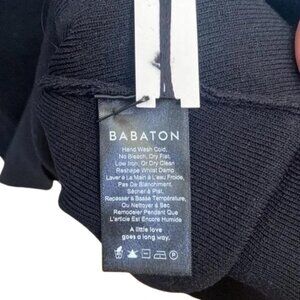 BABATON
Hand Wash Cold,
No Bleach, Dry Flat,
Low Iron, Or Dry Clean
Reshape Whilst Damp
Laver À La Main À L'eau Froide,
Pas De Blanchiment,
Sécher à Plat,
Repasser À Basse Température,
Ou Nettoyer À Sec
Remodeler Pendant Que
L'Article Est Encore Humide
A little love
goes a long way.